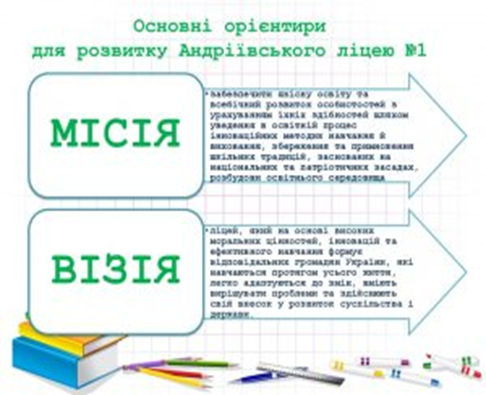 Основні орієнтири
для розвитку Андріївського ліцею №1
МІСІЯ
•забезпечити якісну освіту та
всебічний розвиток особистостей з
урахуванням їхніх здібностей шляхом
уведення в освітній процес
інноваційних методик навчання й
виховання, збереження та примноження
шкільних традицій, заснованих на
національних та патріотичних засадах,
розбудови освітнього середовища
ВІЗІЯ
•ліцей, який на основі високих
моральних цінностей, інновацій та
ефективного навчання формує
відповідальних громадян України, які
навчаються протягом усього життя,
легко адаптуються до змін, вміють
вирішувати проблеми та здійснюють
свій внесок у розвиток суспільства і
держави.